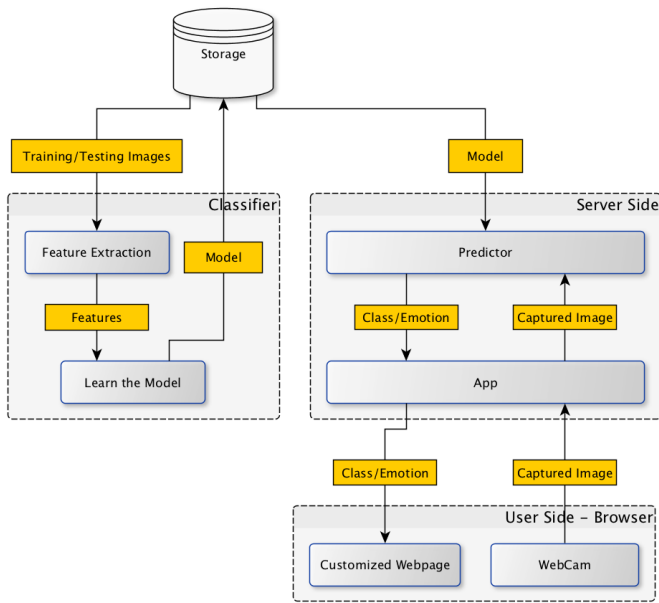 Storage
Training/Testing Images
Model
Classifier
Server Side
Feature Extraction
Model
Predictor
Features
Class/Emotion
Captured Image
Learn the Model
App
Class/Emotion
Captured Image
User Side – Browser
Customized Webpage
WebCam